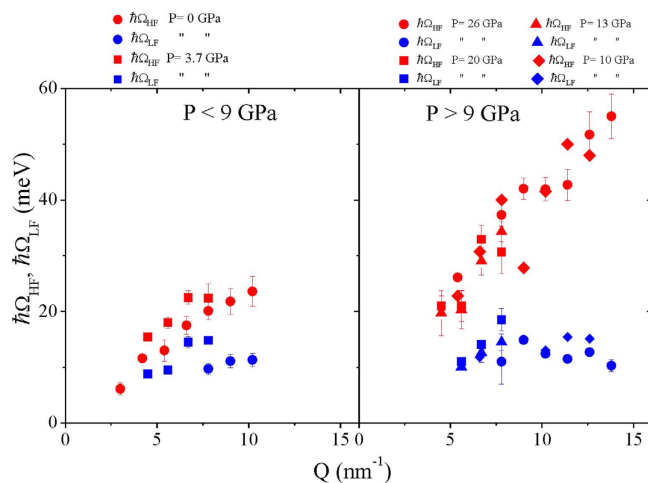 ℏΩHF P= 0 GPa
ℏΩLF " "
ℏΩHF P= 3.7 GPa
ℏΩLF " "
ℏΩHF P= 26 GPa
ℏΩLF " "
ℏΩHF P= 20 GPa
ℏΩLF " "
ℏΩHF P= 13 GPa
ℏΩLF " "
ℏΩHF P= 10 GPa
ℏΩLF " "
P < 9 GPa
P > 9 GPa
60
40
20
0
ℏΩHF, ℏΩLF (meV)
0 5 10 15
5 10 15
Q (nm⁻¹)